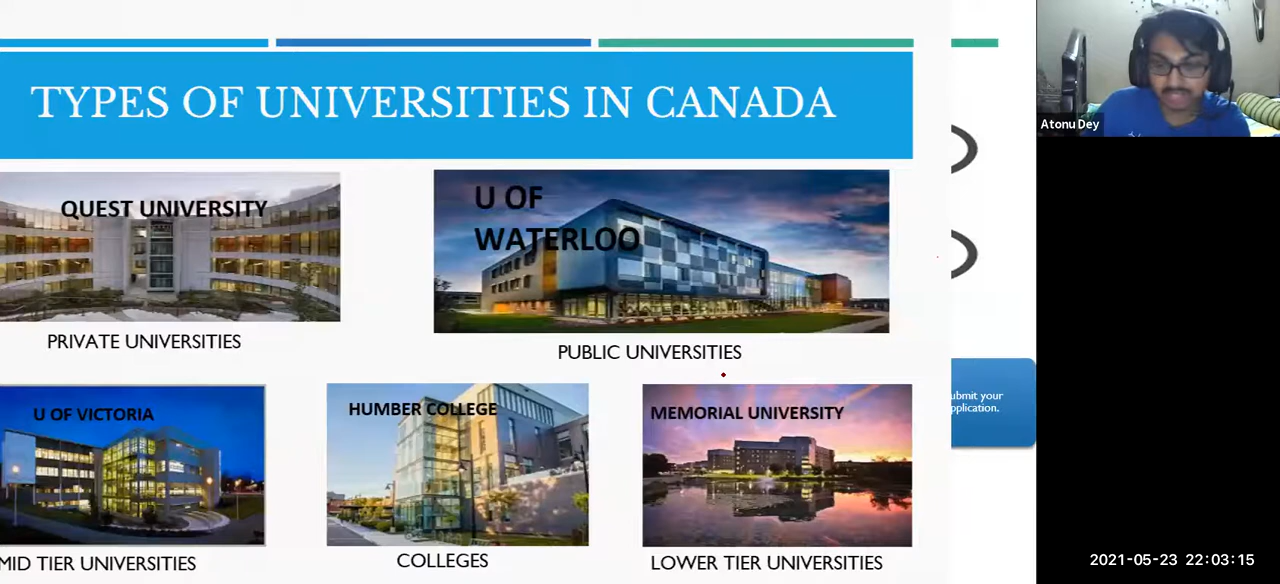 TYPES OF UNIVERSITIES IN CANADA
QUEST UNIVERSITY
U OF
WATERLOO
PRIVATE UNIVERSITIES
PUBLIC UNIVERSITIES
U OF VICTORIA
HUMBER COLLEGE
MEMORIAL UNIVERSITY
MID TIER UNIVERSITIES
COLLEGES
LOWER TIER UNIVERSITIES
ubmit your
pplication.
Atonu Dey
2021-05-23 22:03:15